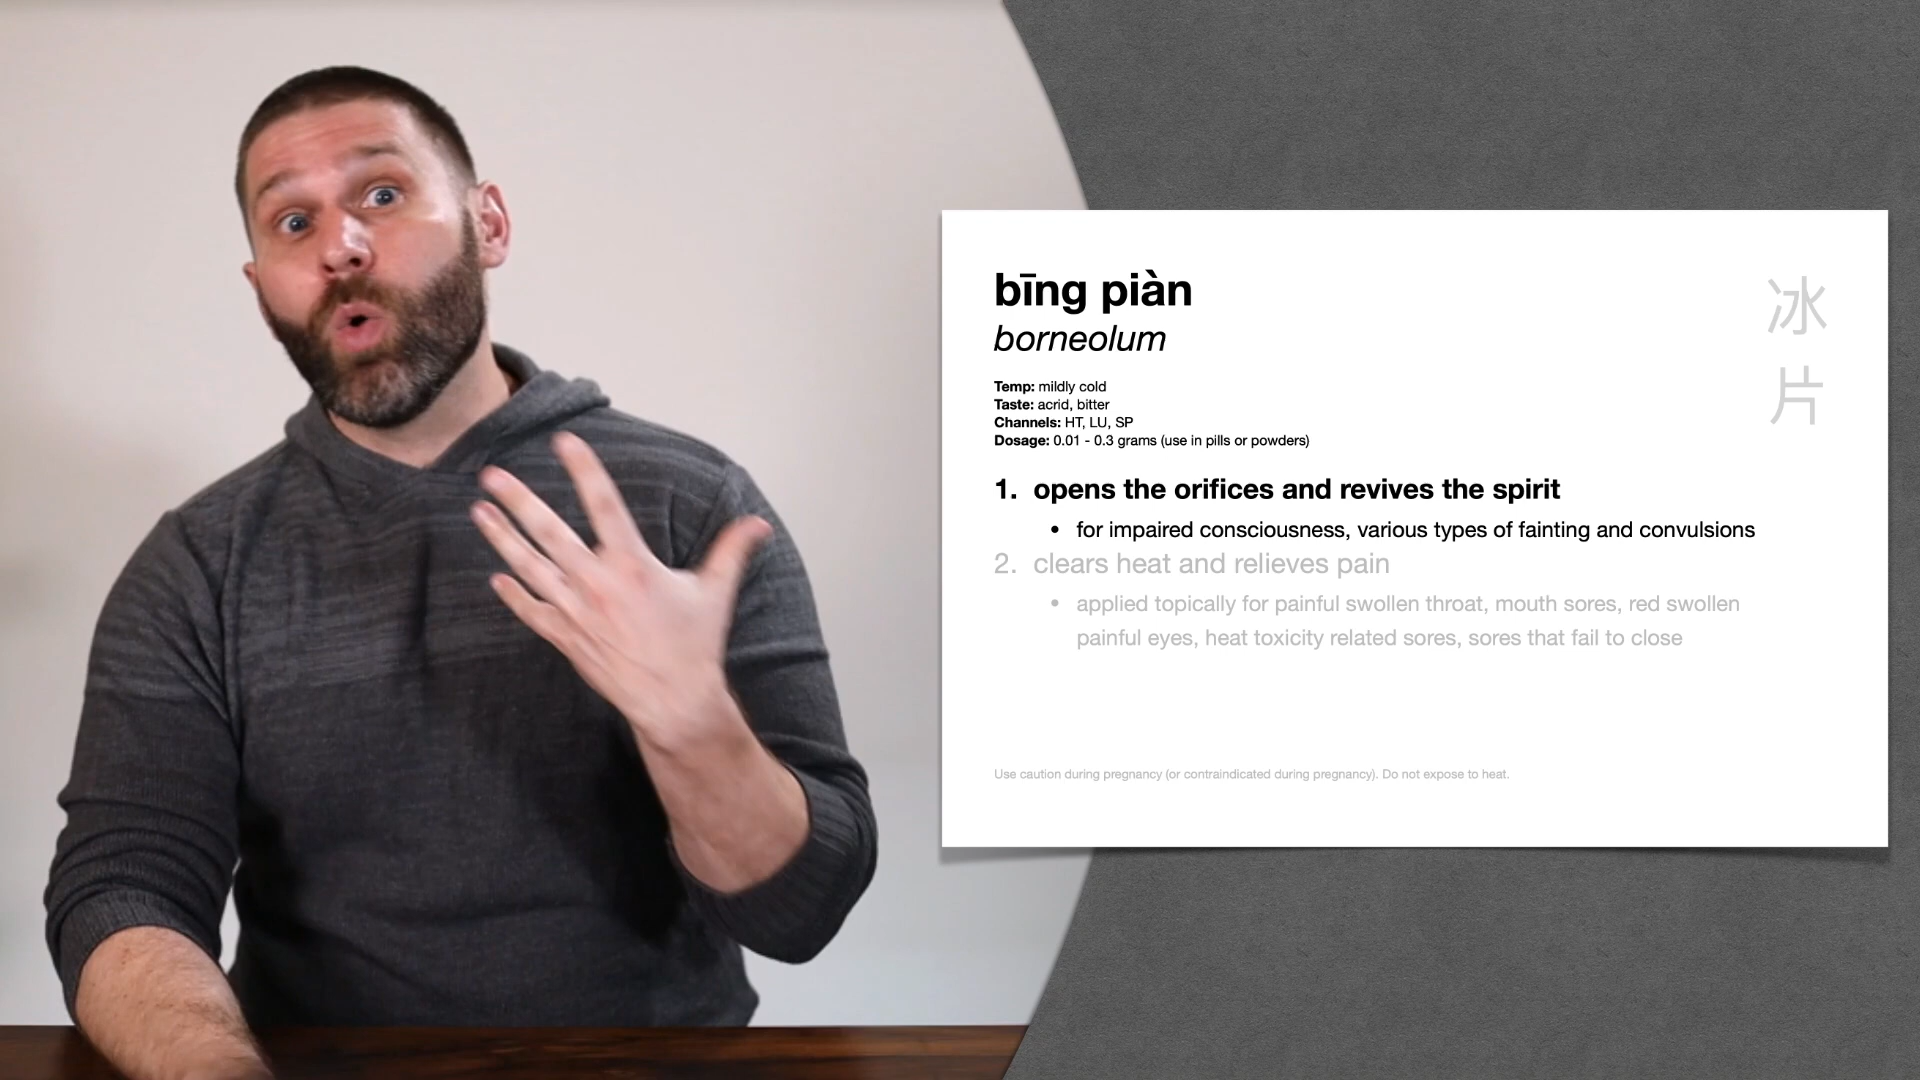 bīng piàn
borneolum
冰片
Temp: mildly cold
Taste: acrid, bitter
Channels: HT, LU, SP
Dosage: 0.01 - 0.3 grams (use in pills or powders)
1. opens the orifices and revives the spirit
• for impaired consciousness, various types of fainting and convulsions
2. clears heat and relieves pain
• applied topically for painful swollen throat, mouth sores, red swollen
painful eyes, heat toxicity related sores, sores that fail to close
Use caution during pregnancy (or contraindicated during pregnancy). Do not expose to heat.